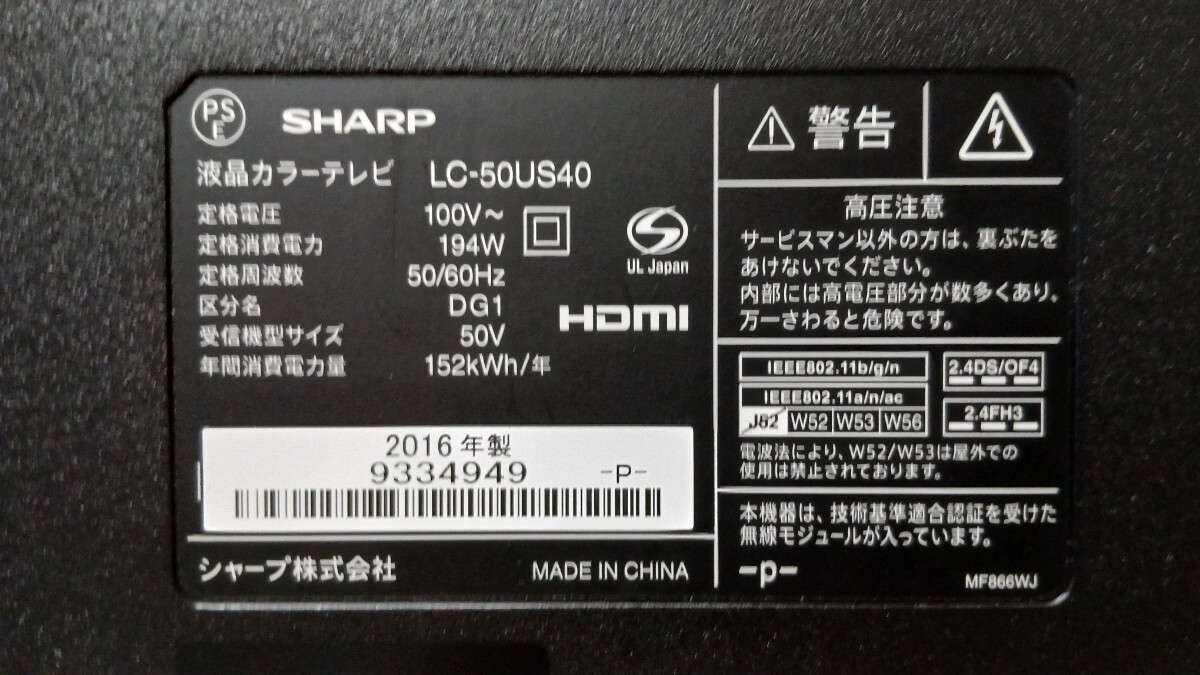 PSE
SHARP
液晶カラーテレビ LC-50US40
定格電圧 100V～
定格消費電力 194W
定格周波数 50/60Hz
区分名 DG1
受信機型サイズ 50V
年間消費電力量 152kWh/年
S
UL Japan
HDMI
2016 年製
9334949 -P-
シャープ株式会社 MADE IN CHINA
警告
高圧注意
サービスマン以外の方は、裏ぶたを
あけないでください。
内部には高電圧部分が数多くあり、
万一さわると危険です。
IEEE802.11b/g/n
IEEE802.11a/n/ac
J52 W52 W53 W56
2.4DS/OF4
2.4FH3
電波法により、W52/W53は屋外での
使用は禁止されております。
本機器は、技術基準適合認証を受けた
無線モジュールが入っています。
-p-
MF866WJ